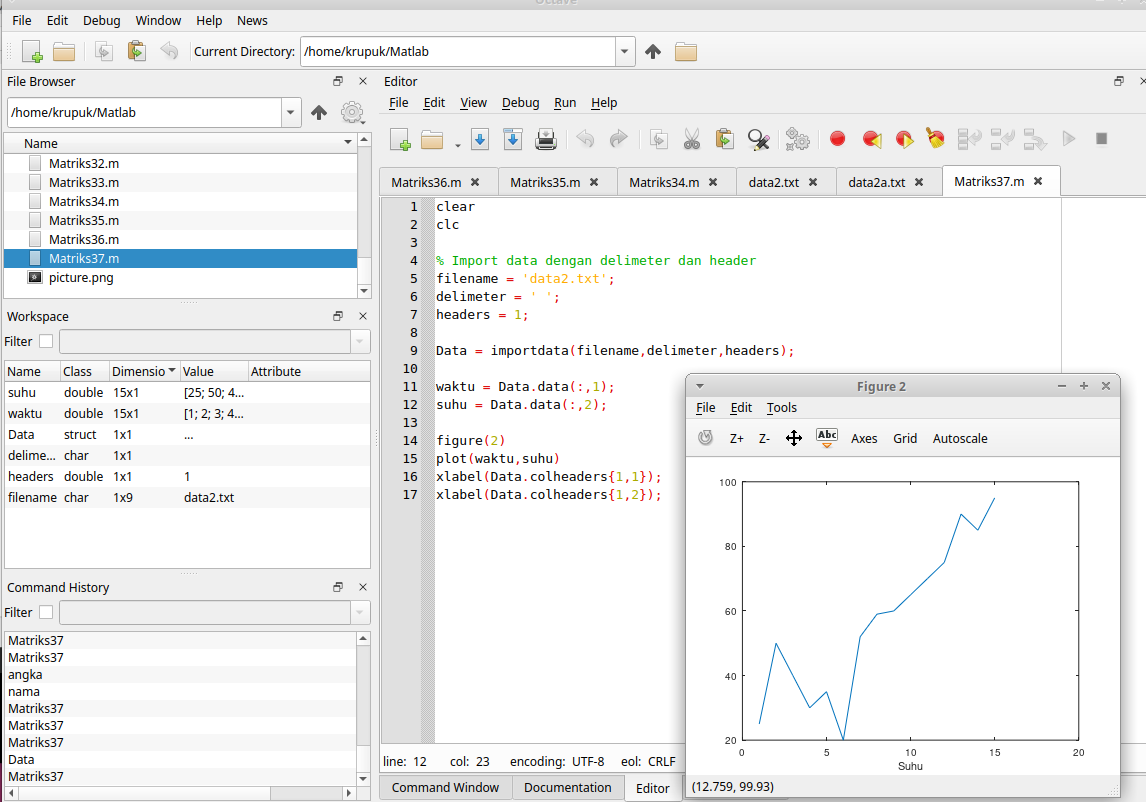 Octave
File Edit Debug Window Help News
Current Directory: /home/krupuk/Matlab
File Browser
/home/krupuk/Matlab
Name
Matriks32.m
Matriks33.m
Matriks34.m
Matriks35.m
Matriks36.m
Matriks37.m
picture.png
Workspace
Filter
Name Class Dimensio Value Attribute
suhu double 15x1 [25; 50; 4...
waktu double 15x1 [1; 2; 3; 4...
Data struct 1x1 ...
delime... char 1x1
headers double 1x1 1
filename char 1x9 data2.txt
Command History
Filter
Matriks37
Matriks37
angka
nama
Matriks37
Matriks37
Matriks37
Data
Matriks37
Editor
File Edit View Debug Run Help
Matriks36.m Matriks35.m Matriks34.m data2.txt data2a.txt Matriks37.m
1 clear
2 clc
3
4 % Import data dengan delimeter dan header
5 filename = 'data2.txt';
6 delimeter = ' ';
7 headers = 1;
8
9 Data = importdata(filename,delimeter,headers);
10
11 waktu = Data.data(:,1);
12 suhu = Data.data(:,2);
13
14 figure(2)
15 plot(waktu,suhu)
16 xlabel(Data.colheaders{1,1});
17 xlabel(Data.colheaders{1,2});
line: 12 col: 23 encoding: UTF-8 eol: CRLF
Command Window Documentation Editor
Figure 2
File Edit Tools
Z+ Z- Abc Axes Grid Autoscale
100
80
60
40
20
0 5 10 15 20
Suhu
(12.759, 99.93)